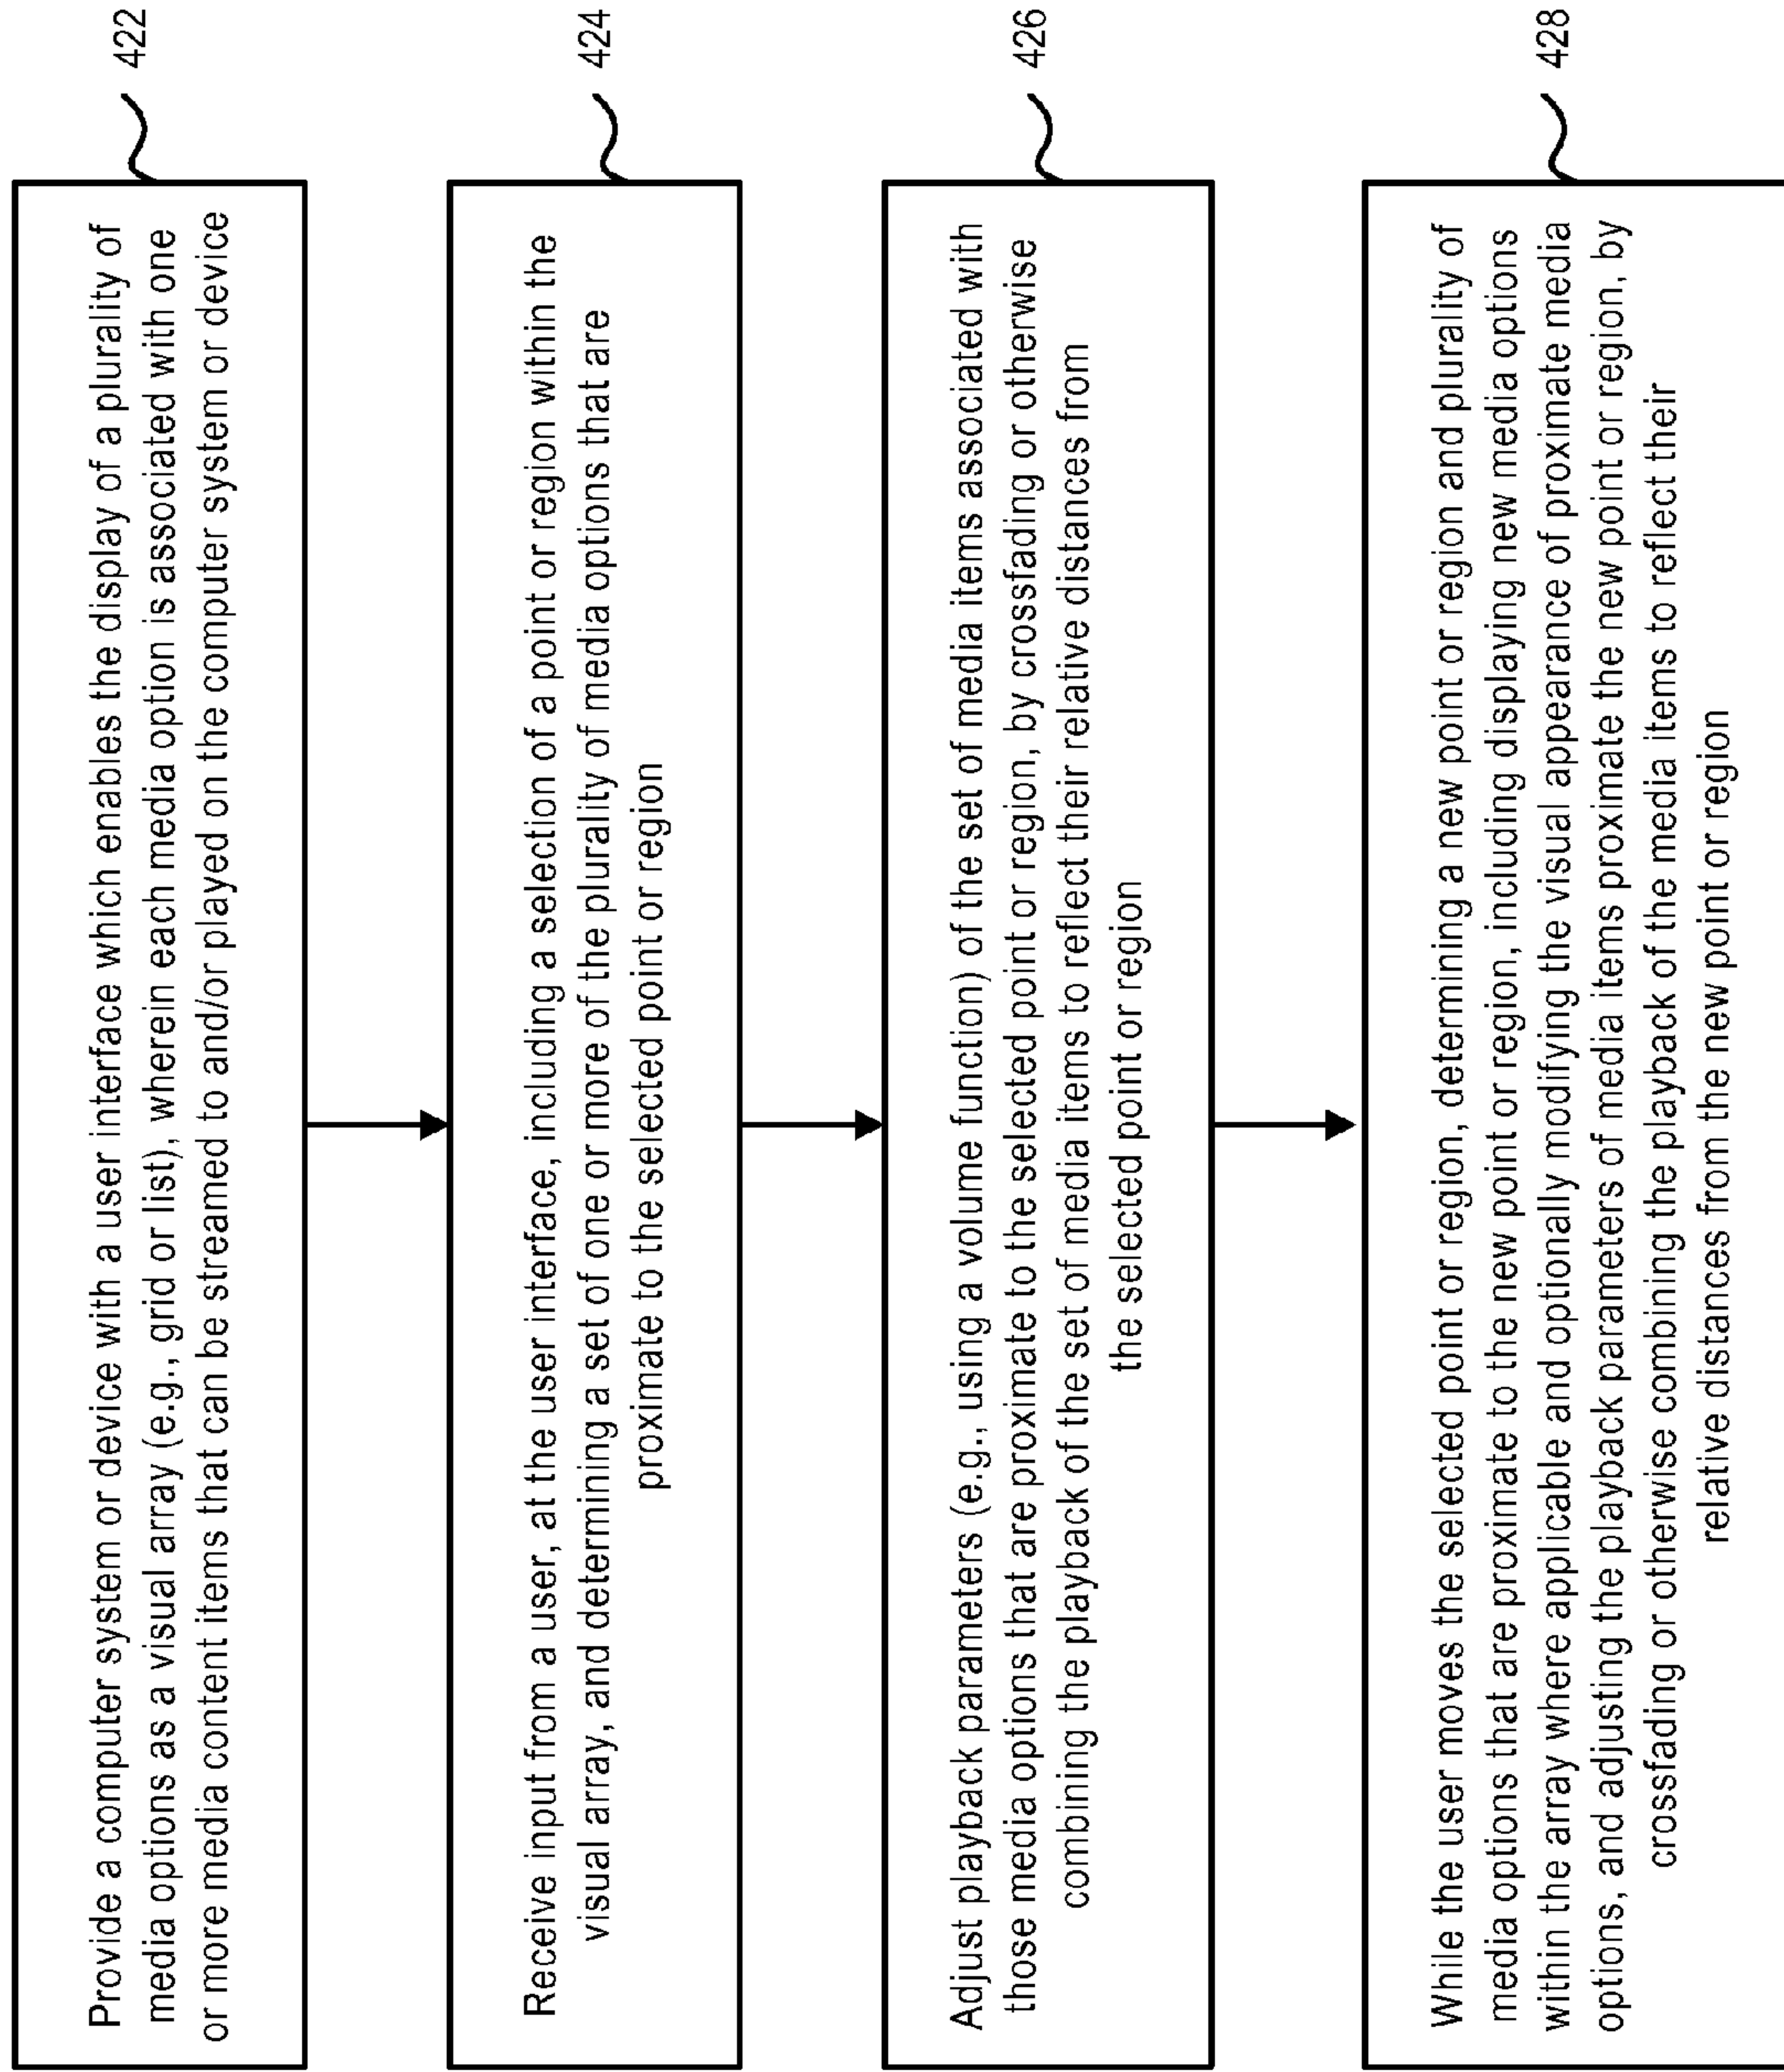 Provide a computer system or device with a user interface which enables the display of a plurality of
media options as a visual array (e.g., grid or list), wherein each media option is associated with one
or more media content items that can be streamed to and/or played on the computer system or device
422
Receive input from a user, at the user interface, including a selection of a point or region within the
visual array, and determining a set of one or more of the plurality of media options that are
proximate to the selected point or region
424
Adjust playback parameters (e.g., using a volume function) of the set of media items associated with
those media options that are proximate to the selected point or region, by crossfading or otherwise
combining the playback of the set of media items to reflect their relative distances from
the selected point or region
426
While the user moves the selected point or region, determining a new point or region and plurality of
media options that are proximate to the new point or region, including displaying new media options
within the array where applicable and optionally modifying the visual appearance of proximate media
options, and adjusting the playback parameters of media items proximate the new point or region, by
crossfading or otherwise combining the playback of the media items to reflect their
relative distances from the new point or region
428